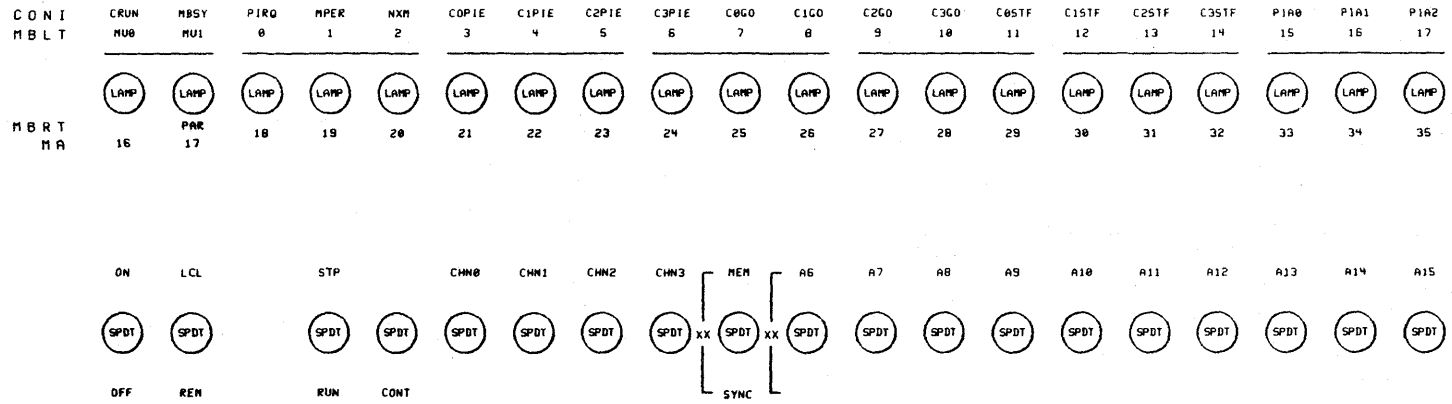 CONI CRUN MBSY PIRQ MPER NXM C0PIE C1PIE C2PIE C3PIE C0GO C1GO C2GO C3GO C0STF C1STF C2STF C3STF PIA0 PIA1 PIA2
MBLT MU0 MU1 0 1 2 3 4 5 6 7 8 9 10 11 12 13 14 15 16 17
LAMP LAMP LAMP LAMP LAMP LAMP LAMP LAMP LAMP LAMP LAMP LAMP LAMP LAMP LAMP LAMP LAMP LAMP LAMP LAMP
MBRT PAR 18 19 20 21 22 23 24 25 26 27 28 29 30 31 32 33 34 35
MA 16 17
ON LCL STP CHN0 CHN1 CHN2 CHN3 MEM A6 A7 A8 A9 A10 A11 A12 A13 A14 A15
SPDT SPDT SPDT SPDT SPDT SPDT SPDT SPDT XX SPDT XX SPDT SPDT SPDT SPDT SPDT SPDT SPDT SPDT SPDT SPDT
OFF REM RUN CONT SYNC